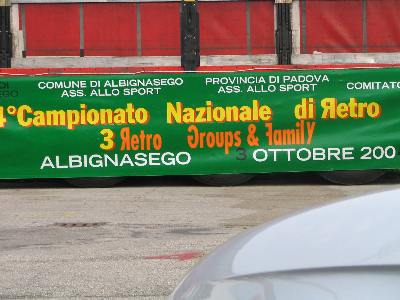 COMUNE DI ALBIGNASEGO
ASS. ALLO SPORT
PROVINCIA DI PADOVA
ASS. ALLO SPORT
COMITATO
4°Campionato Nazionale di Retro
3 Retro Groups & Family
ALBIGNASEGO 3 OTTOBRE 200